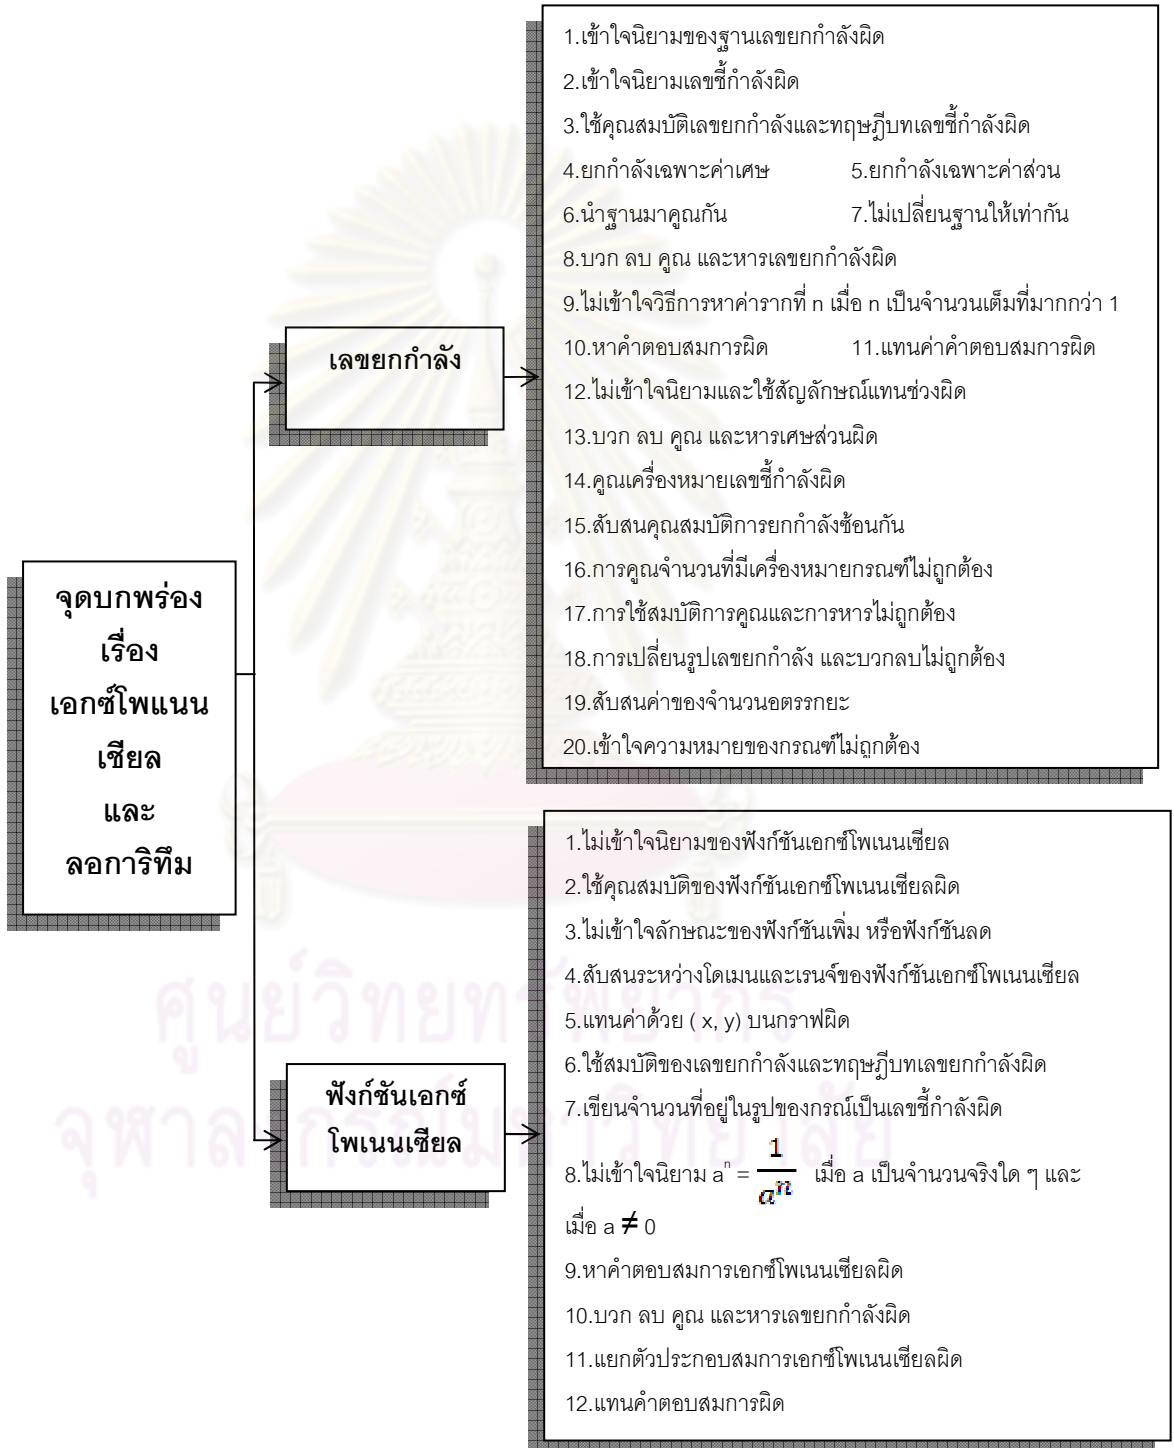 จุดบกพร่อง
เรื่อง
เอกซ์โพแนน
เชียล
และ
ลอการิทึม
เลขยกกำลัง
1.เข้าใจนิยามของฐานเลขยกกำลังผิด
2.เข้าใจนิยามเลขชี้กำลังผิด
3.ใช้คุณสมบัติเลขยกกำลังและทฤษฎีบทเลขชี้กำลังผิด
4.ยกกำลังเฉพาะค่าเศษ 5.ยกกำลังเฉพาะค่าส่วน
6.นำฐานมาคูณกัน 7.ไม่เปลี่ยนฐานให้เท่ากัน
8.บวก ลบ คูณ และหารเลขยกกำลังผิด
9.ไม่เข้าใจวิธีการหาค่ารากที่ n เมื่อ n เป็นจำนวนเต็มที่มากกว่า 1
10.หาคำตอบสมการผิด 11.แทนค่าคำตอบสมการผิด
12.ไม่เข้าใจนิยามและใช้สัญลักษณ์แทนช่วงผิด
13.บวก ลบ คูณ และหารเศษส่วนผิด
14.คูณเครื่องหมายเลขชี้กำลังผิด
15.สับสนคุณสมบัติการยกกำลังซ้อนกัน
16.การคูณจำนวนที่มีเครื่องหมายกรณฑ์ไม่ถูกต้อง
17.การใช้สมบัติการคูณและการหารไม่ถูกต้อง
18.การเปลี่ยนรูปเลขยกกำลัง และบวกลบไม่ถูกต้อง
19.สับสนค่าของจำนวนอตรรกยะ
20.เข้าใจความหมายของกรณฑ์ไม่ถูกต้อง
ฟังก์ชันเอกซ์
โพเนนเซียล
1.ไม่เข้าใจนิยามของฟังก์ชันเอกซ์โพเนนเซียล
2.ใช้คุณสมบัติของฟังก์ชันเอกซ์โพเนนเซียลผิด
3.ไม่เข้าใจลักษณะของฟังก์ชันเพิ่ม หรือฟังก์ชันลด
4.สับสนระหว่างโดเมนและเรนจ์ของฟังก์ชันเอกซ์โพเนนเซียล
5.แทนค่าด้วย ( x, y) บนกราฟผิด
6.ใช้สมบัติของเลขยกกำลังและทฤษฎีบทเลขยกกำลังผิด
7.เขียนจำนวนที่อยู่ในรูปของกรณ์เป็นเลขชี้กำลังผิด
8.ไม่เข้าใจนิยาม aⁿ = 1/aⁿ เมื่อ a เป็นจำนวนจริงใด ๆ และ
เมื่อ a ≠ 0
9.หาคำตอบสมการเอกซ์โพเนนเซียลผิด
10.บวก ลบ คูณ และหารเลขยกกำลังผิด
11.แยกตัวประกอบสมการเอกซ์โพเนนเซียลผิด
12.แทนคำตอบสมการผิด
ศูนย์วิทยทรัพยากร
จุฬาลงกรณ์มหาวิทยาลัย